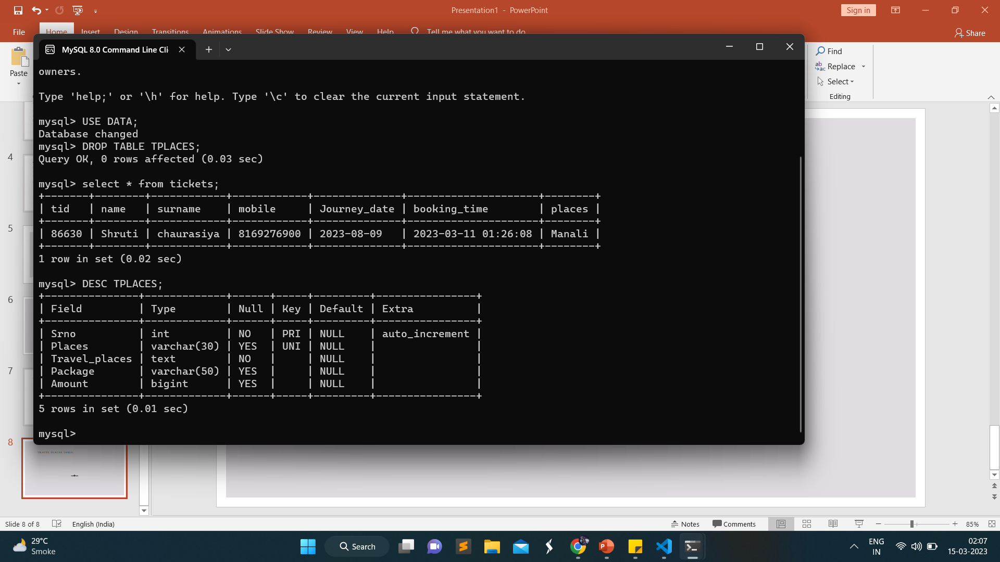 Presentation1 - PowerPoint
Sign in
File
Home
Insert
Design
Transitions
Animations
Slide Show
Review
View
Help
Tell me what you want to do
Share
Paste
Find
Replace
Select
Editing
MySQL 8.0 Command Line Cli
owners.
Type 'help;' or '\h' for help. Type '\c' to clear the current input statement.
mysql> USE DATA;
Database changed
mysql> DROP TABLE TPLACES;
Query OK, 0 rows affected (0.03 sec)
mysql> select * from tickets;
+-------+--------+------------+------------+--------------+---------------------+--------+
| tid   | name   | surname    | mobile     | Journey_date | booking_time        | places |
+-------+--------+------------+------------+--------------+---------------------+--------+
| 86630 | Shruti | chaurasiya | 8169276900 | 2023-08-09   | 2023-03-11 01:26:08 | Manali |
+-------+--------+------------+------------+--------------+---------------------+--------+
1 row in set (0.02 sec)
mysql> DESC TPLACES;
+---------------+-------------+------+-----+---------+----------------+
| Field         | Type        | Null | Key | Default | Extra          |
+---------------+-------------+------+-----+---------+----------------+
| Srno          | int         | NO   | PRI | NULL    | auto_increment |
| Places        | varchar(30) | YES  | UNI | NULL    |                |
| Travel_places | text        | NO   |     | NULL    |                |
| Package       | varchar(50) | YES  |     | NULL    |                |
| Amount        | bigint      | YES  |     | NULL    |                |
+---------------+-------------+------+-----+---------+----------------+
5 rows in set (0.01 sec)
mysql>
4
5
6
7
8
TRAVEL PLACES TABLE
Slide 8 of 8
English (India)
Notes
Comments
85%
29°C
Smoke
Search
ENG
IN
02:07
15-03-2023